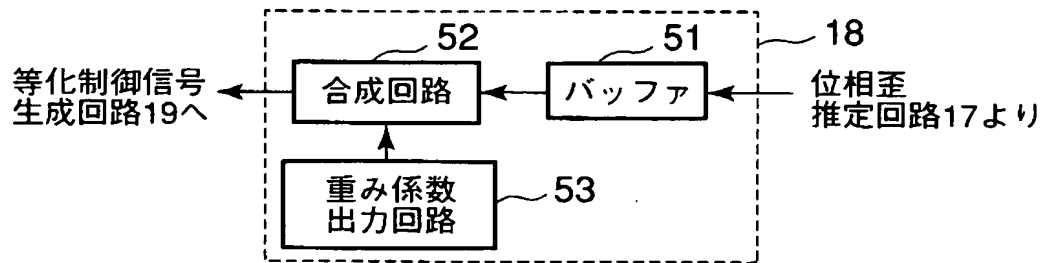 52
51
18
等化制御信号
生成回路19へ
合成回路
バッファ
位相歪
推定回路17より
重み係数
出力回路
53